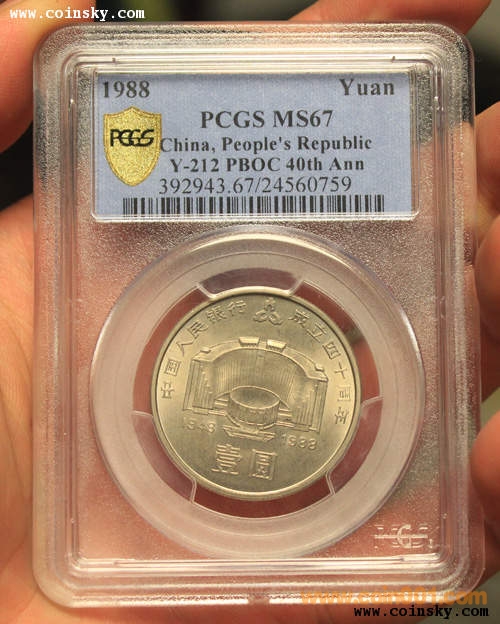 www.coinsky.com
1988 Yuan
PCGS
PCGS MS67
China, People's Republic
Y-212 PBOC 40th Ann
392943.67/24560759
中国人民银行 成立四十周年
1948 1988
壹圆
www.coinsky.com